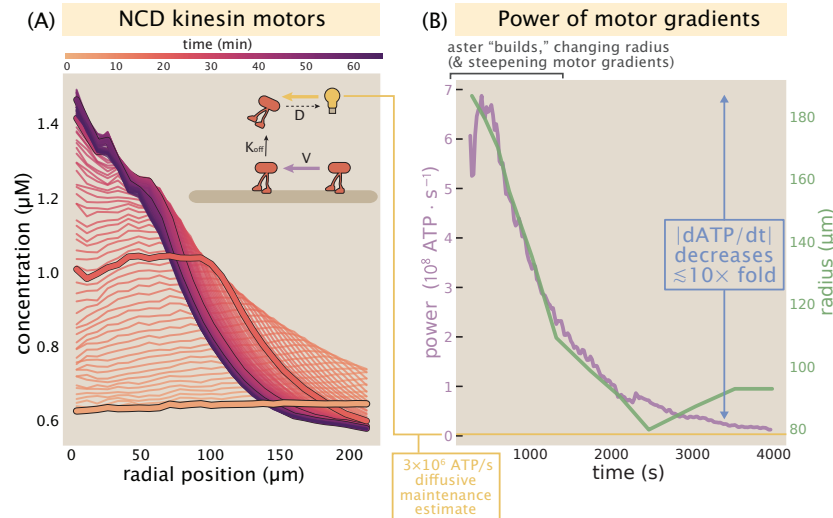 (A)
NCD kinesin motors
time (min)
0 10 20 30 40 50 60
1.4
1.2
1.0
0.8
0.6
concentration (μM)
0 50 100 150 200
radial position (μm)
D
Koff
V
(B)
Power of motor gradients
aster “builds,” changing radius
(& steepening motor gradients)
7
6
5
4
3
2
1
0
power (10⁸ ATP · s⁻¹)
|dATP/dt|
decreases
≲10× fold
180
160
140
120
100
80
radius (μm)
1000 2000 3000 4000
time (s)
3×10⁶ ATP/s
diffusive
maintenance
estimate